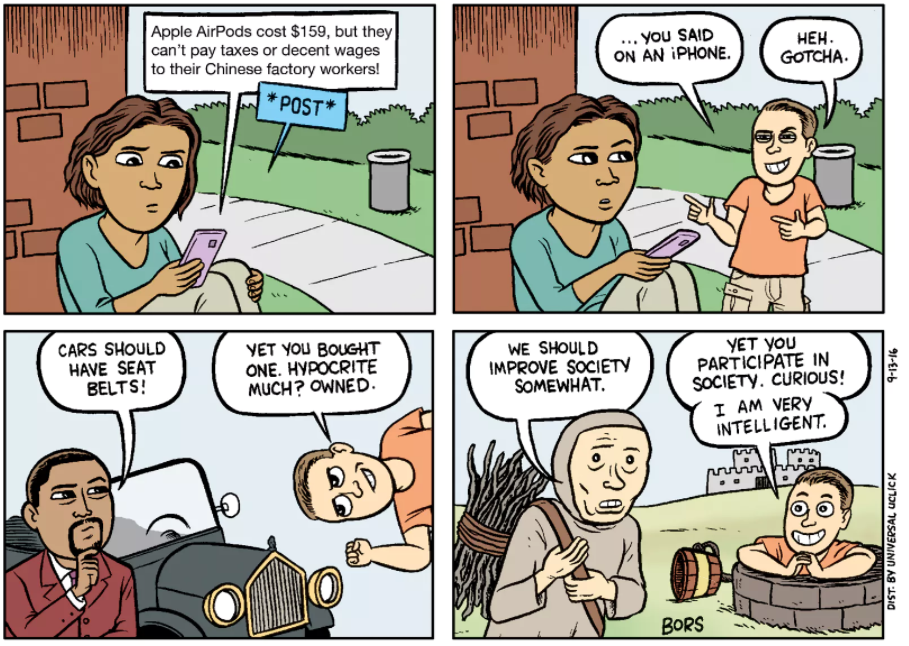 Apple AirPods cost $159, but they
can't pay taxes or decent wages
to their Chinese factory workers!
*POST*
...YOU SAID
ON AN iPHONE.
HEH.
GOTCHA.
CARS SHOULD
HAVE SEAT
BELTS!
YET YOU BOUGHT
ONE. HYPOCRITE
MUCH? OWNED.
WE SHOULD
IMPROVE SOCIETY
SOMEWHAT.
YET YOU
PARTICIPATE IN
SOCIETY. CURIOUS!
I AM VERY
INTELLIGENT.
BORS
9-13-16
DIST. BY UNIVERSAL UCLICK